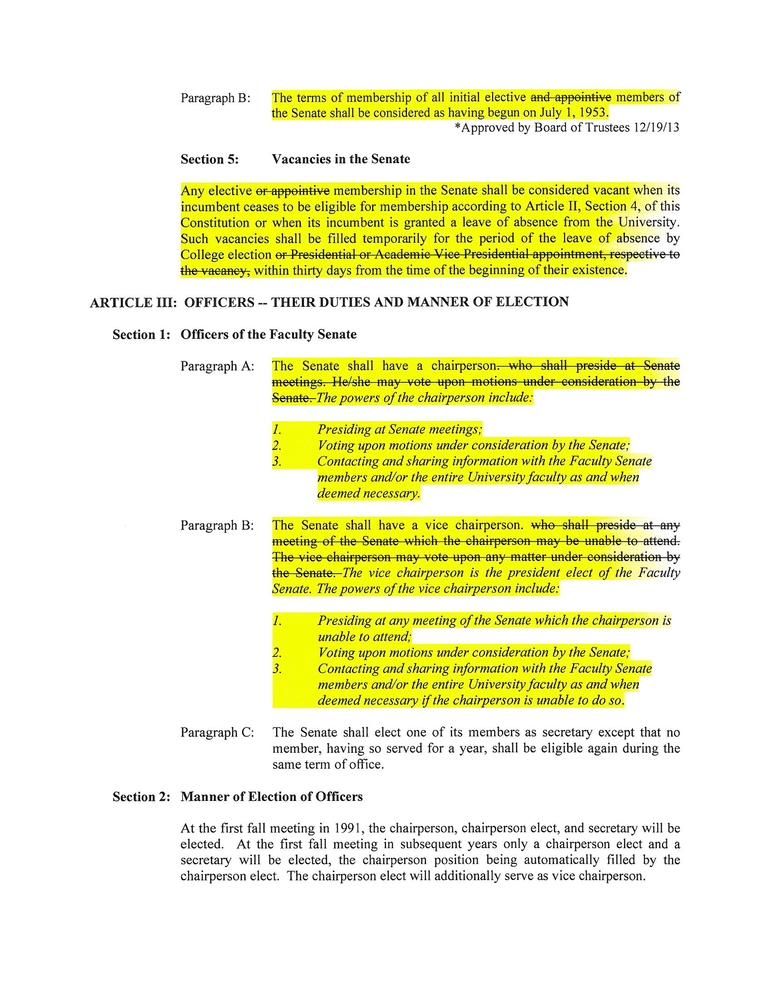 Paragraph B: The terms of membership of all initial elective and appointive members of
the Senate shall be considered as having begun on July 1, 1953.
*Approved by Board of Trustees 12/19/13
Section 5: Vacancies in the Senate
Any elective or appointive membership in the Senate shall be considered vacant when its
incumbent ceases to be eligible for membership according to Article II, Section 4, of this
Constitution or when its incumbent is granted a leave of absence from the University.
Such vacancies shall be filled temporarily for the period of the leave of absence by
College election or Presidential or Academic Vice Presidential appointment, respective to
the vacancy, within thirty days from the time of the beginning of their existence.
ARTICLE III: OFFICERS -- THEIR DUTIES AND MANNER OF ELECTION
Section 1: Officers of the Faculty Senate
Paragraph A: The Senate shall have a chairperson. who shall preside at Senate
meetings. He/she may vote upon motions under consideration by the
Senate. The powers of the chairperson include:
1. Presiding at Senate meetings;
2. Voting upon motions under consideration by the Senate;
3. Contacting and sharing information with the Faculty Senate
members and/or the entire University faculty as and when
deemed necessary.
Paragraph B: The Senate shall have a vice chairperson. who shall preside at any
meeting of the Senate which the chairperson may be unable to attend.
The vice chairperson may vote upon any matter under consideration by
the Senate. The vice chairperson is the president elect of the Faculty
Senate. The powers of the vice chairperson include:
1. Presiding at any meeting of the Senate which the chairperson is
unable to attend;
2. Voting upon motions under consideration by the Senate;
3. Contacting and sharing information with the Faculty Senate
members and/or the entire University faculty as and when
deemed necessary if the chairperson is unable to do so.
Paragraph C: The Senate shall elect one of its members as secretary except that no
member, having so served for a year, shall be eligible again during the
same term of office.
Section 2: Manner of Election of Officers
At the first fall meeting in 1991, the chairperson, chairperson elect, and secretary will be
elected. At the first fall meeting in subsequent years only a chairperson elect and a
secretary will be elected, the chairperson position being automatically filled by the
chairperson elect. The chairperson elect will additionally serve as vice chairperson.